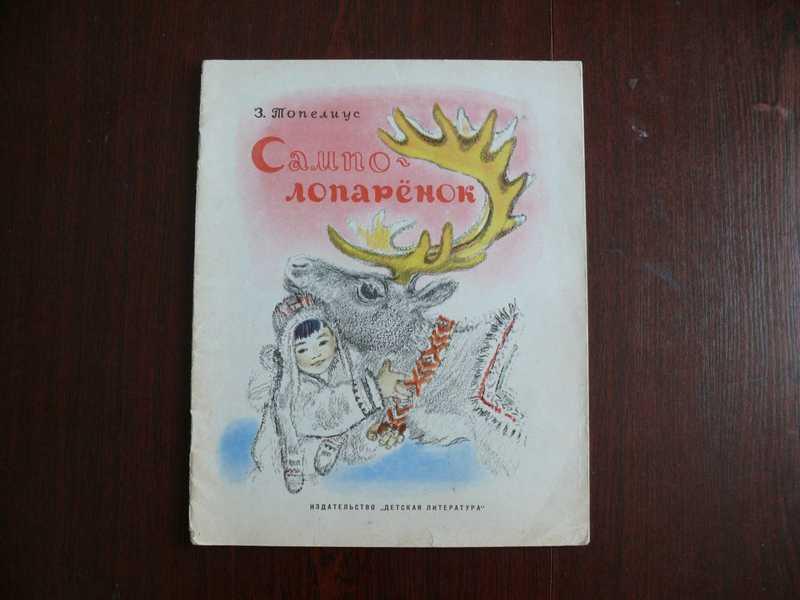 З. Топелиус
Сампо-
лопарёнок
ИЗДАТЕЛЬСТВО „ДЕТСКАЯ ЛИТЕРАТУРА“